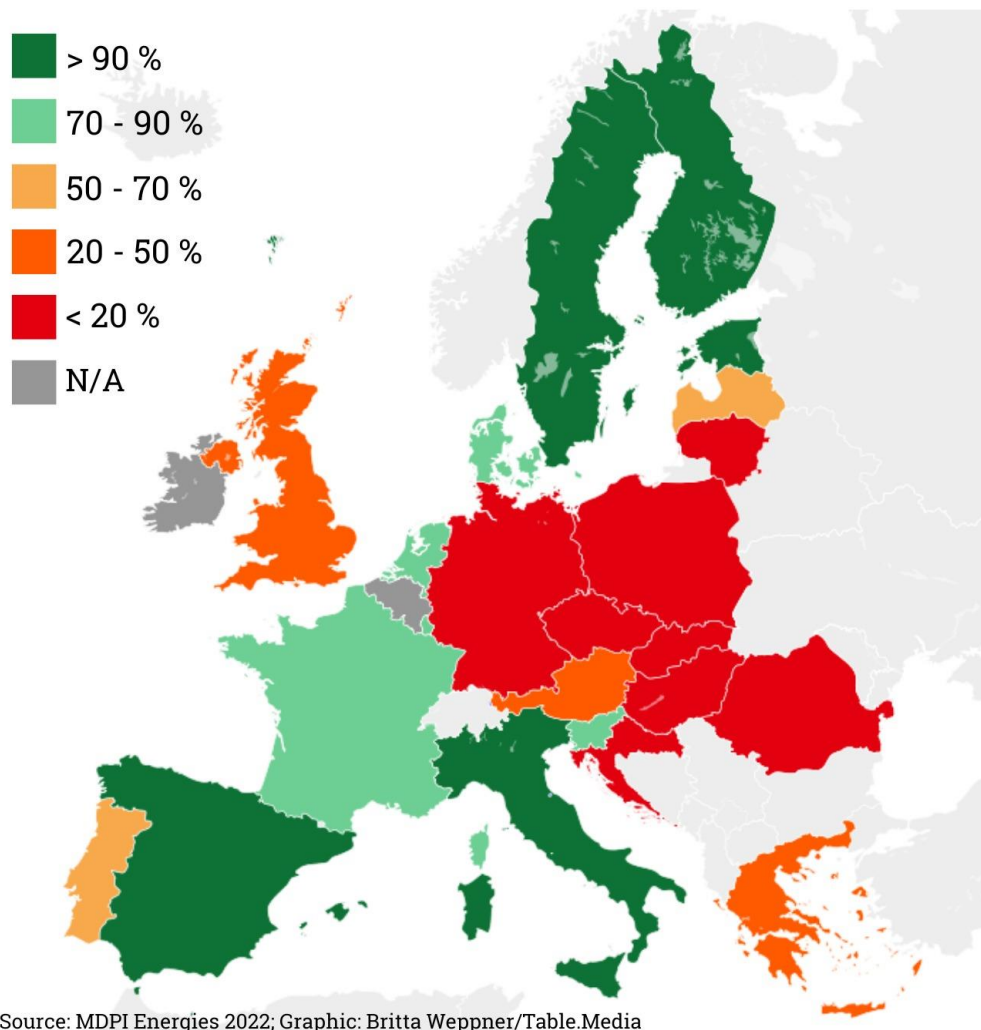 > 90 %
70 - 90 %
50 - 70 %
20 - 50 %
< 20 %
N/A
Source: MDPI Energies 2022; Graphic: Britta Weppner/Table.Media